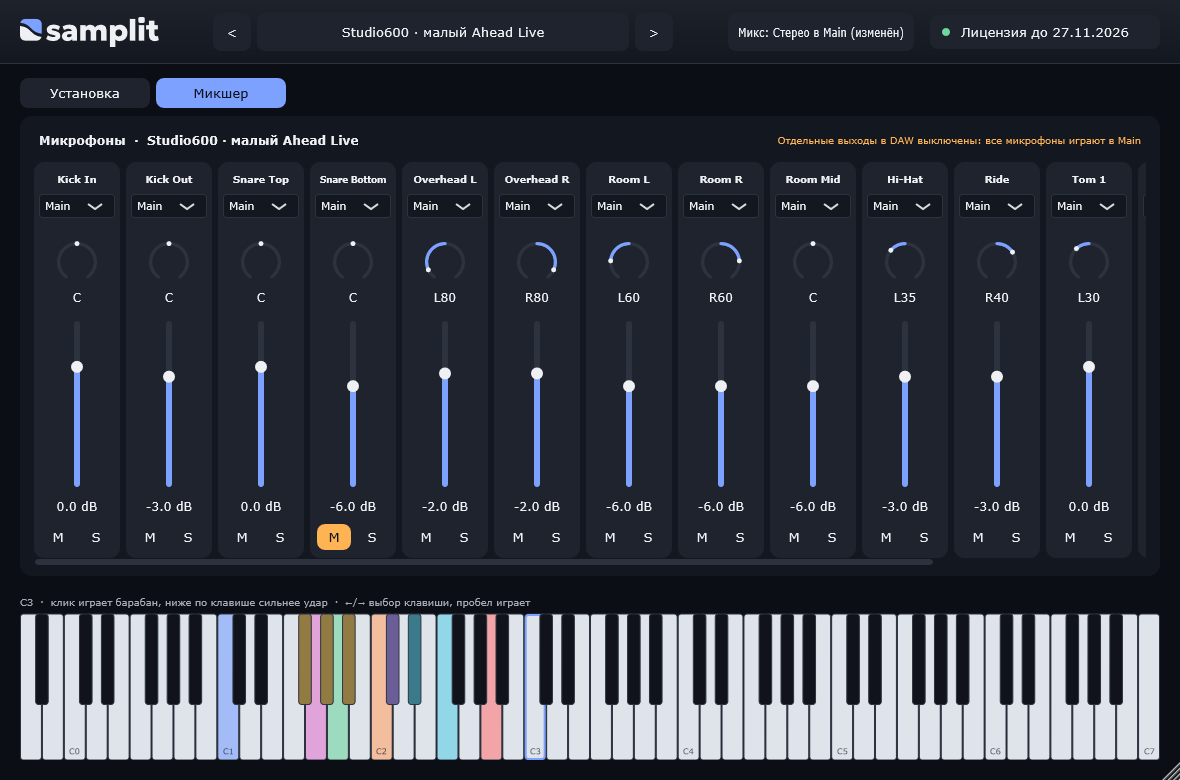 samplit
<
Studio600 · малый Ahead Live
>
Микс: Стерео в Main (изменён)
Лицензия до 27.11.2026
Установка
Микшер
Микрофоны · Studio600 · малый Ahead Live
Отдельные выходы в DAW выключены: все микрофоны играют в Main
Kick In Kick Out Snare Top Snare Bottom Overhead L Overhead R Room L Room R Room Mid Hi-Hat Ride Tom 1
Main Main Main Main Main Main Main Main Main Main Main Main
C C C C L80 R80 L60 R60 C L35 R40 L30
0.0 dB -3.0 dB 0.0 dB -6.0 dB -2.0 dB -2.0 dB -6.0 dB -6.0 dB -6.0 dB -3.0 dB -3.0 dB 0.0 dB
M S M S M S M S M S M S M S M S M S M S M S M S
C3 · клик играет барабан, ниже по клавише сильнее удар · ←/→ выбор клавиши, пробел играет
C0 C1 C2 C3 C4 C5 C6 C7